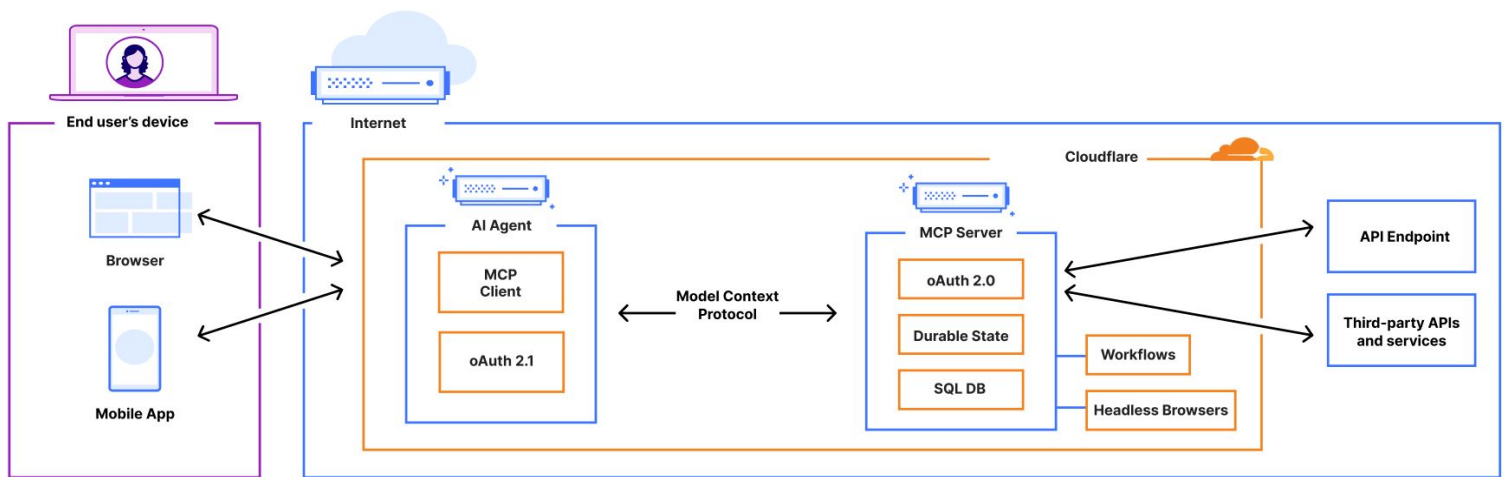 End user's device
Internet
Cloudflare
Browser
Mobile App
AI Agent
MCP
Client
oAuth 2.1
Model Context
Protocol
MCP Server
oAuth 2.0
Durable State
SQL DB
Workflows
Headless Browsers
API Endpoint
Third-party APIs
and services